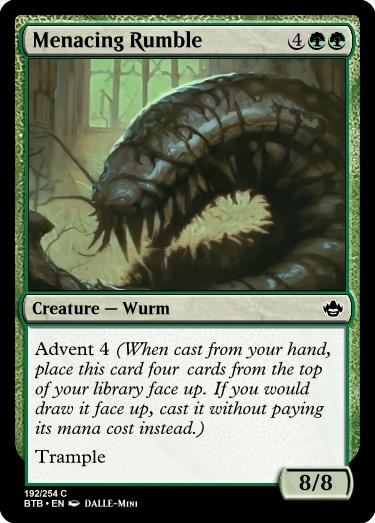 Menacing Rumble 4
Creature — Wurm
Advent 4 (When cast from your hand,
place this card four cards from the top
of your library face up. If you would
draw it face up, cast it without paying
its mana cost instead.)
Trample
8/8
192/254 C
BTB • EN DALLE-Mini